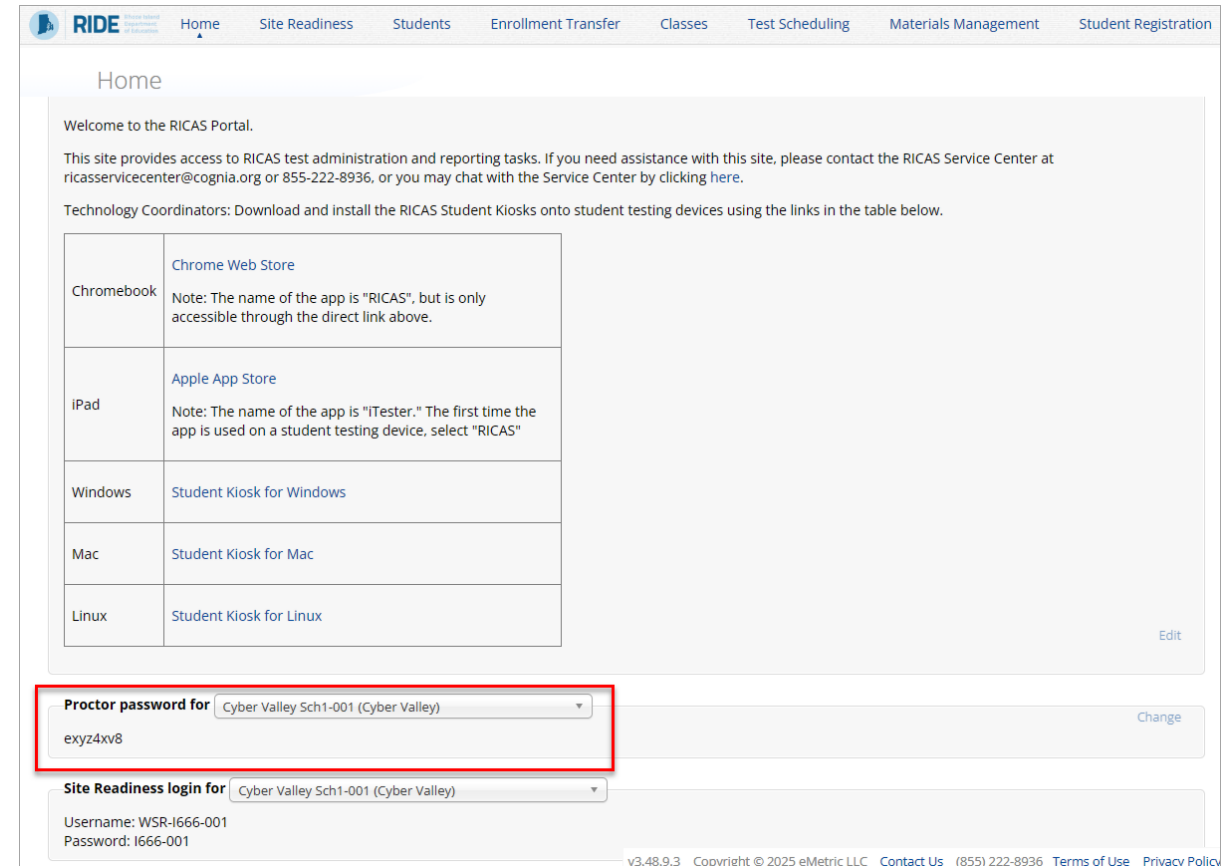 RIDE Rhode Island Department of Education Home Site Readiness Students Enrollment Transfer Classes Test Scheduling Materials Management Student Registration
Home
Welcome to the RICAS Portal.
This site provides access to RICAS test administration and reporting tasks. If you need assistance with this site, please contact the RICAS Service Center at
ricasservicecenter@cognia.org or 855-222-8936, or you may chat with the Service Center by clicking here.
Technology Coordinators: Download and install the RICAS Student Kiosks onto student testing devices using the links in the table below.
Chromebook
Chrome Web Store
Note: The name of the app is "RICAS", but is only
accessible through the direct link above.
iPad
Apple App Store
Note: The name of the app is "iTester." The first time the
app is used on a student testing device, select "RICAS"
Windows Student Kiosk for Windows
Mac Student Kiosk for Mac
Linux Student Kiosk for Linux
Edit
Proctor password for Cyber Valley Sch1-001 (Cyber Valley)
Change
exyz4xv8
Site Readiness login for Cyber Valley Sch1-001 (Cyber Valley)
Username: WSR-I666-001
Password: I666-001
v3.48.9.3 Copyright © 2025 eMetric LLC Contact Us (855) 222-8936 Terms of Use Privacy Policy